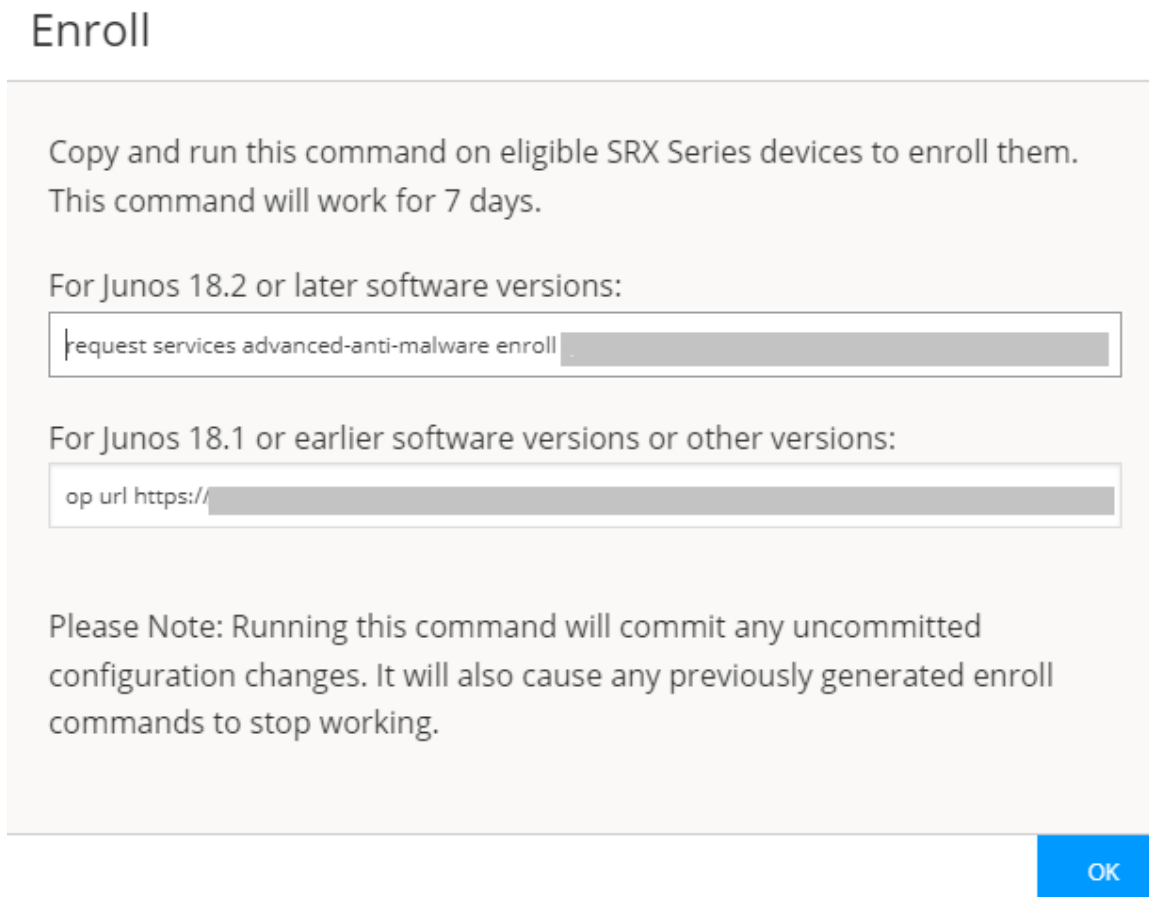 Enroll
Copy and run this command on eligible SRX Series devices to enroll them.
This command will work for 7 days.
For Junos 18.2 or later software versions:
request services advanced-anti-malware enroll
For Junos 18.1 or earlier software versions or other versions:
op url https://
Please Note: Running this command will commit any uncommitted
configuration changes. It will also cause any previously generated enroll
commands to stop working.
OK